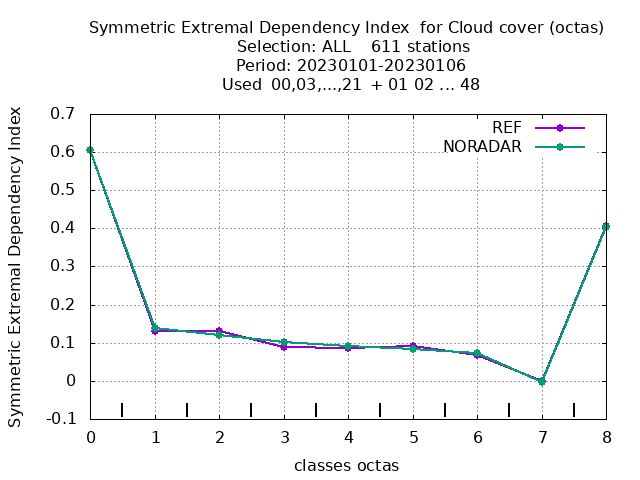 Symmetric Extremal Dependency Index  for Cloud cover (octas)
Selection: ALL    611 stations
Period: 20230101-20230106
Used  00,03,...,21  + 01 02 ... 48
Symmetric Extremal Dependency Index
0.7
0.6
0.5
0.4
0.3
0.2
0.1
0
-0.1
REF
NORADAR
0 1 2 3 4 5 6 7 8
classes octas